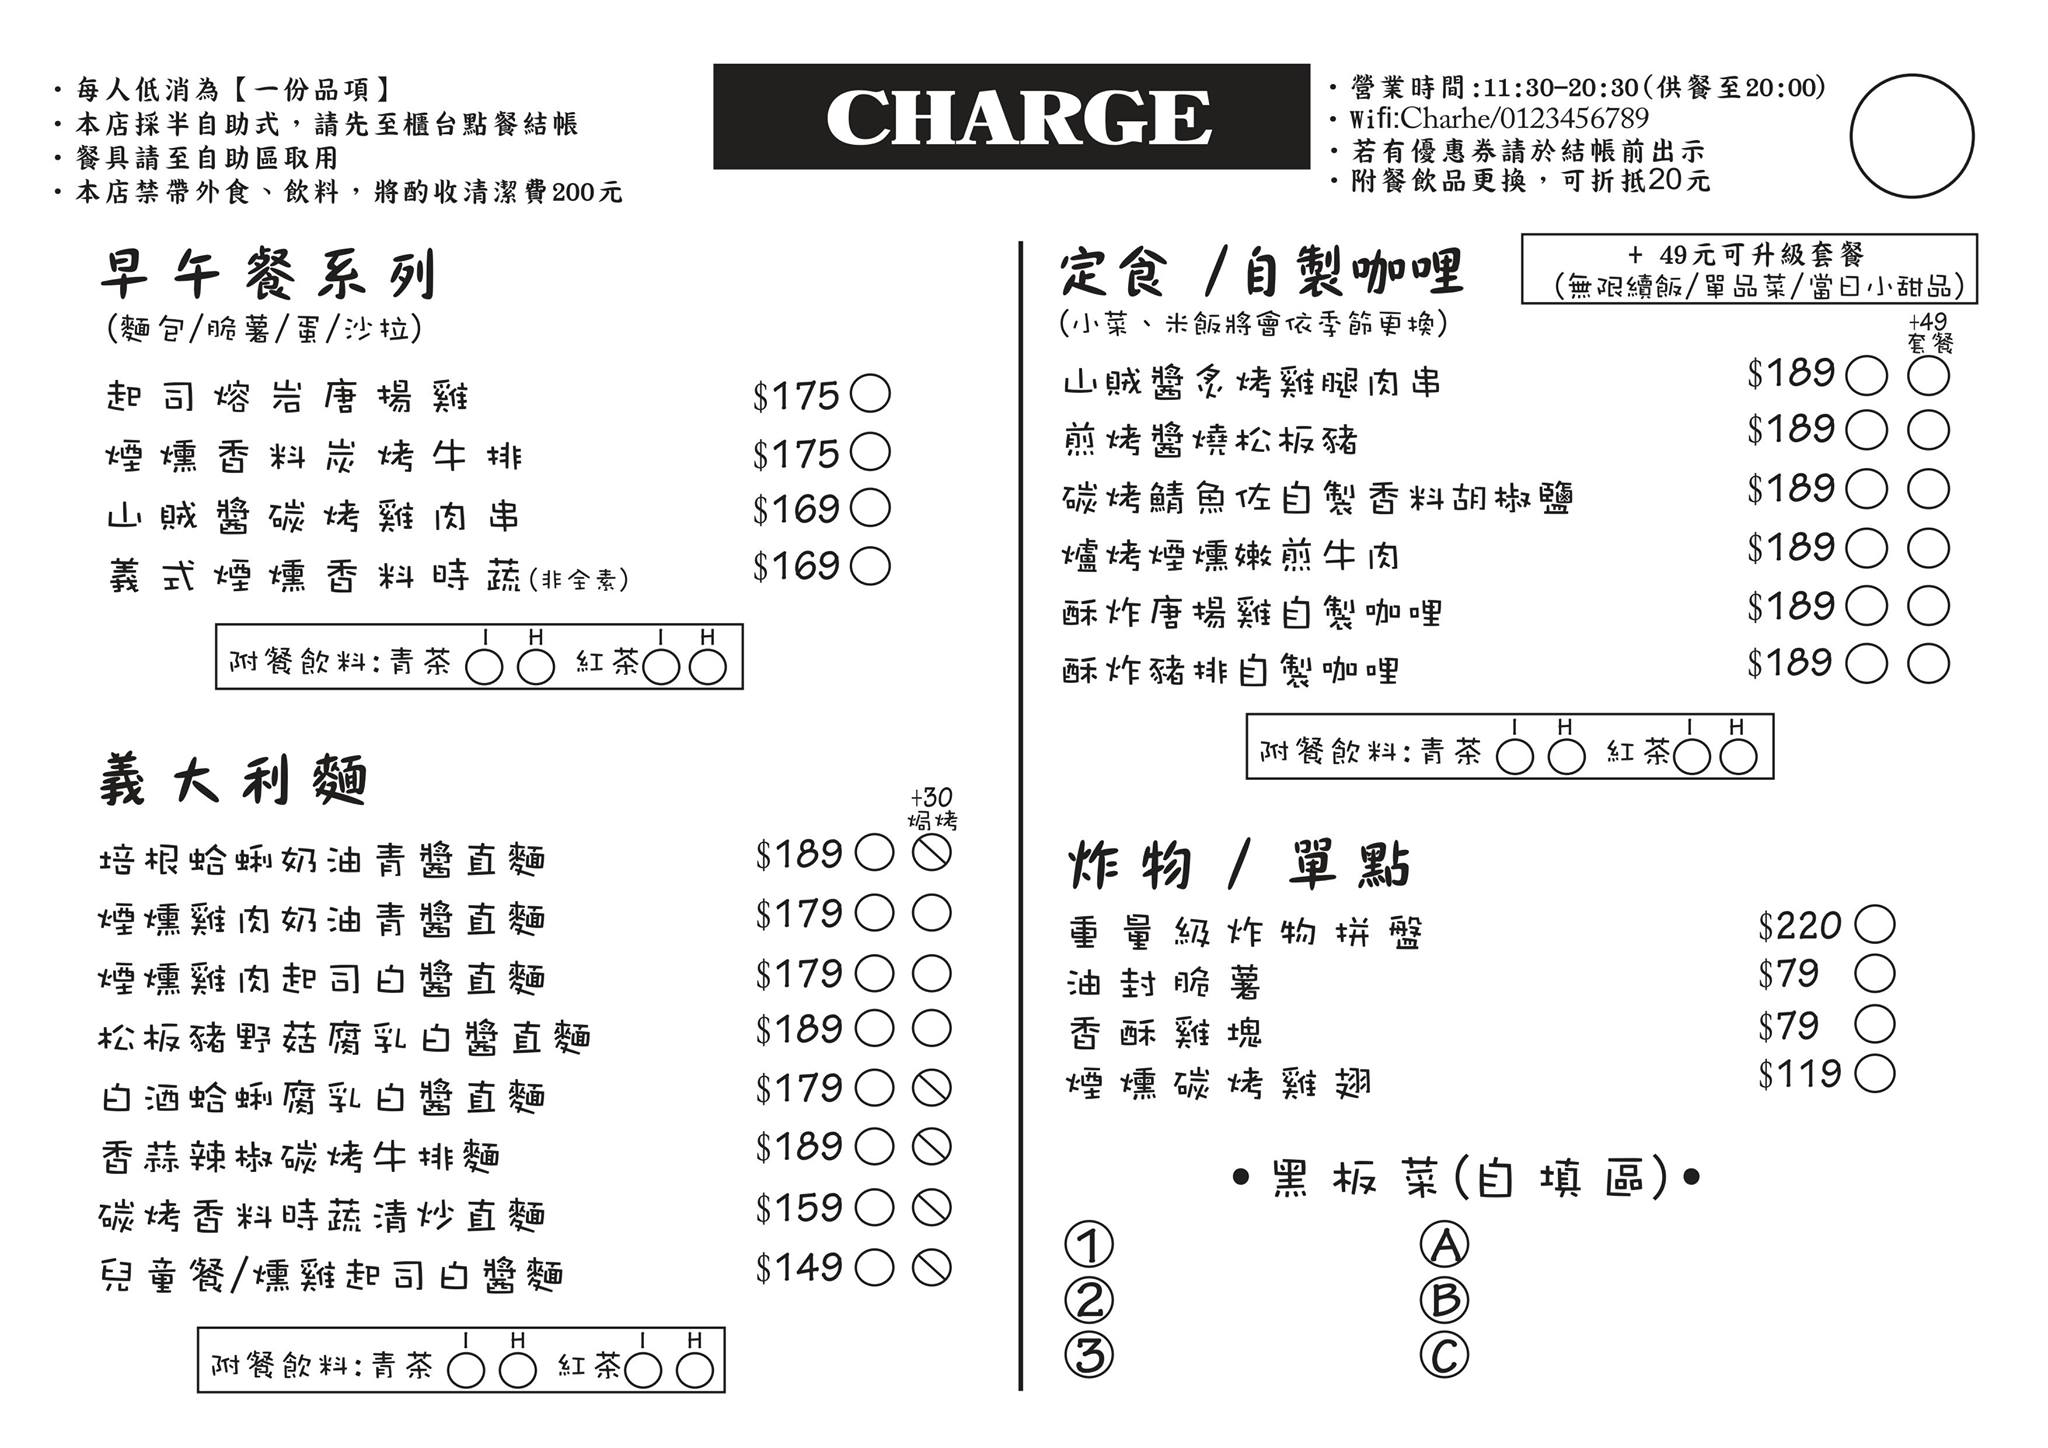 ・每人低消為【一份品項】
・本店採半自助式，請先至櫃台點餐結帳
・餐具請至自助區取用
・本店禁帶外食、飲料，將酌收清潔費200元
CHARGE
・營業時間:11:30-20:30(供餐至20:00)
・Wifi:Charhe/0123456789
・若有優惠券請於結帳前出示
・附餐飲品更換，可折抵20元
早午餐系列
(麵包/脆薯/蛋/沙拉)
起司熔岩唐揚雞 $175
煙燻香料炭烤牛排 $175
山賊醬碳烤雞肉串 $169
義式煙燻香料時蔬(非全素) $169
I H I H
附餐飲料:青茶 紅茶
義大利麵
+30
焗烤
培根蛤蜊奶油青醬直麵 $189
煙燻雞肉奶油青醬直麵 $179
煙燻雞肉起司白醬直麵 $179
松板豬野菇腐乳白醬直麵 $189
白酒蛤蜊腐乳白醬直麵 $179
香蒜辣椒碳烤牛排麵 $189
碳烤香料時蔬清炒直麵 $159
兒童餐/燻雞起司白醬麵 $149
I H I H
附餐飲料:青茶 紅茶
定食/自製咖哩
+ 49元可升級套餐
(無限續飯/單品菜/當日小甜品)
(小菜、米飯將會依季節更換)
+49
套餐
山賊醬炙烤雞腿肉串 $189
煎烤醬燒松板豬 $189
碳烤鯖魚佐自製香料胡椒鹽 $189
爐烤煙燻嫩煎牛肉 $189
酥炸唐揚雞自製咖哩 $189
酥炸豬排自製咖哩 $189
I H I H
附餐飲料:青茶 紅茶
炸物/單點
重量級炸物拼盤 $220
油封脆薯 $79
香酥雞塊 $79
煙燻碳烤雞翅 $119
•黑板菜(自填區)•
1 A
2 B
3 C